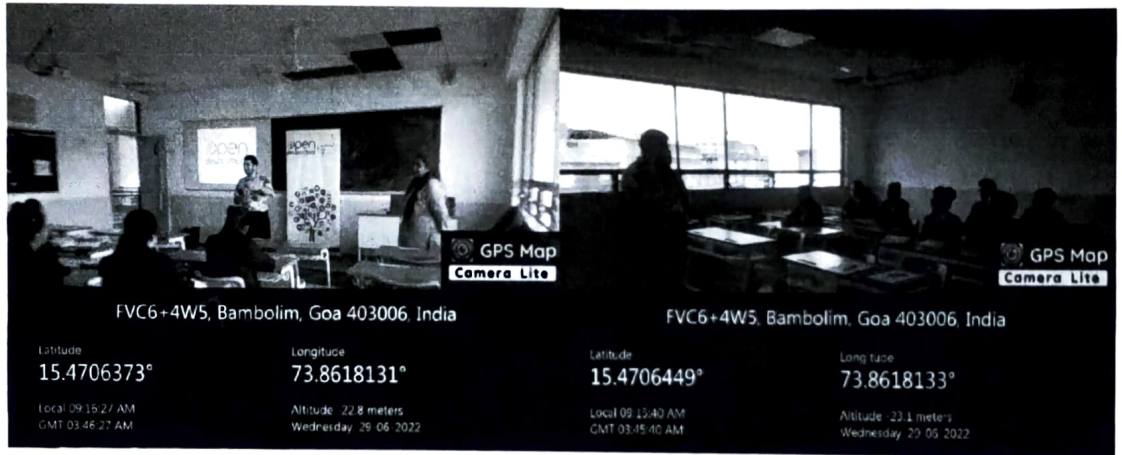 open
open
GPS Map
Camera Lite
FVC6+4W5, Bambolim, Goa 403006, India
Latitude
15.4706373°
Longitude
73.8618131°
Local 09:16:27 AM
GMT 03:46:27 AM
Altitude -22.8 meters
Wednesday 29-06-2022
GPS Map
Camera Lite
FVC6+4W5, Bambolim, Goa 403006, India
Latitude
15.4706449°
Longitude
73.8618133°
Local 09:15:40 AM
GMT 03:45:40 AM
Altitude -23.1 meters
Wednesday 29-06-2022